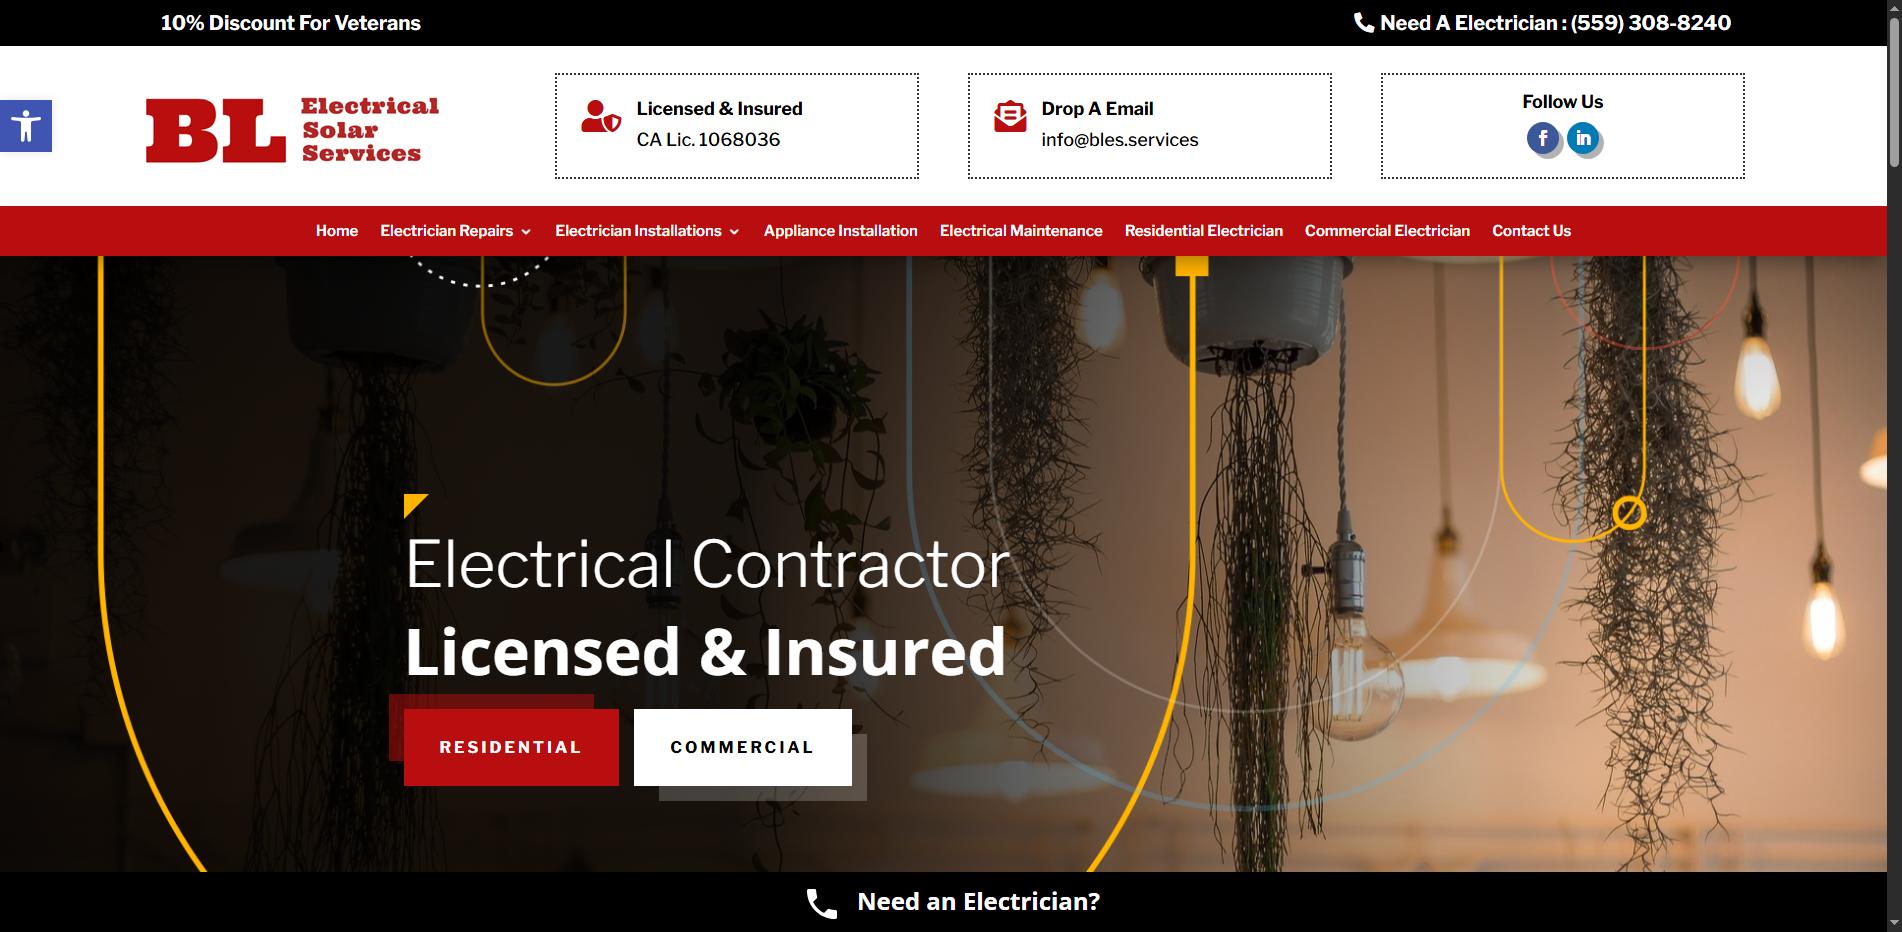 10% Discount For Veterans
Need A Electrician : (559) 308-8240
BL
Electrical
Solar
Services
Licensed & Insured
CA Lic. 1068036
Drop A Email
info@bles.services
Follow Us
f
in
Home Electrician Repairs Electrician Installations Appliance Installation Electrical Maintenance Residential Electrician Commercial Electrician Contact Us
Electrical Contractor
Licensed & Insured
RESIDENTIAL
COMMERCIAL
Need an Electrician?